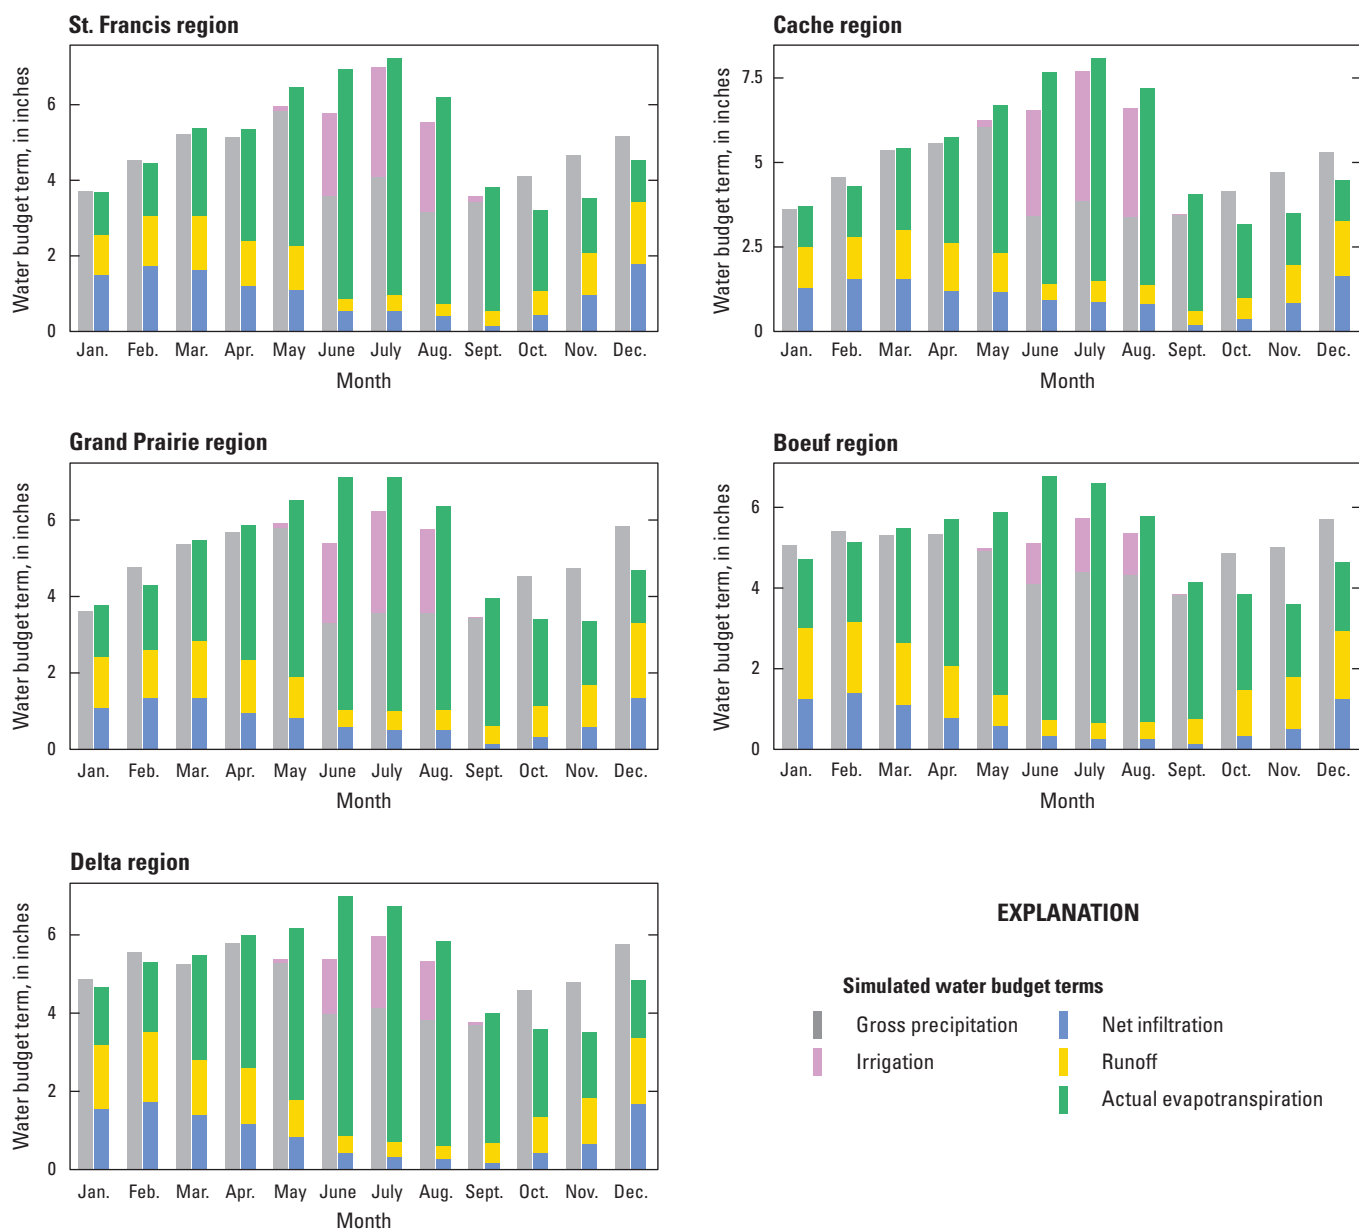 St. Francis region
Water budget term, in inches
6
4
2
0
Jan. Feb. Mar. Apr. May June July Aug. Sept. Oct. Nov. Dec.
Month
Cache region
Water budget term, in inches
7.5
5
2.5
0
Jan. Feb. Mar. Apr. May June July Aug. Sept. Oct. Nov. Dec.
Month
Grand Prairie region
Water budget term, in inches
6
4
2
0
Jan. Feb. Mar. Apr. May June July Aug. Sept. Oct. Nov. Dec.
Month
Boeuf region
Water budget term, in inches
6
4
2
0
Jan. Feb. Mar. Apr. May June July Aug. Sept. Oct. Nov. Dec.
Month
Delta region
Water budget term, in inches
6
4
2
0
Jan. Feb. Mar. Apr. May June July Aug. Sept. Oct. Nov. Dec.
Month
EXPLANATION
Simulated water budget terms
Gross precipitation
Irrigation
Net infiltration
Runoff
Actual evapotranspiration